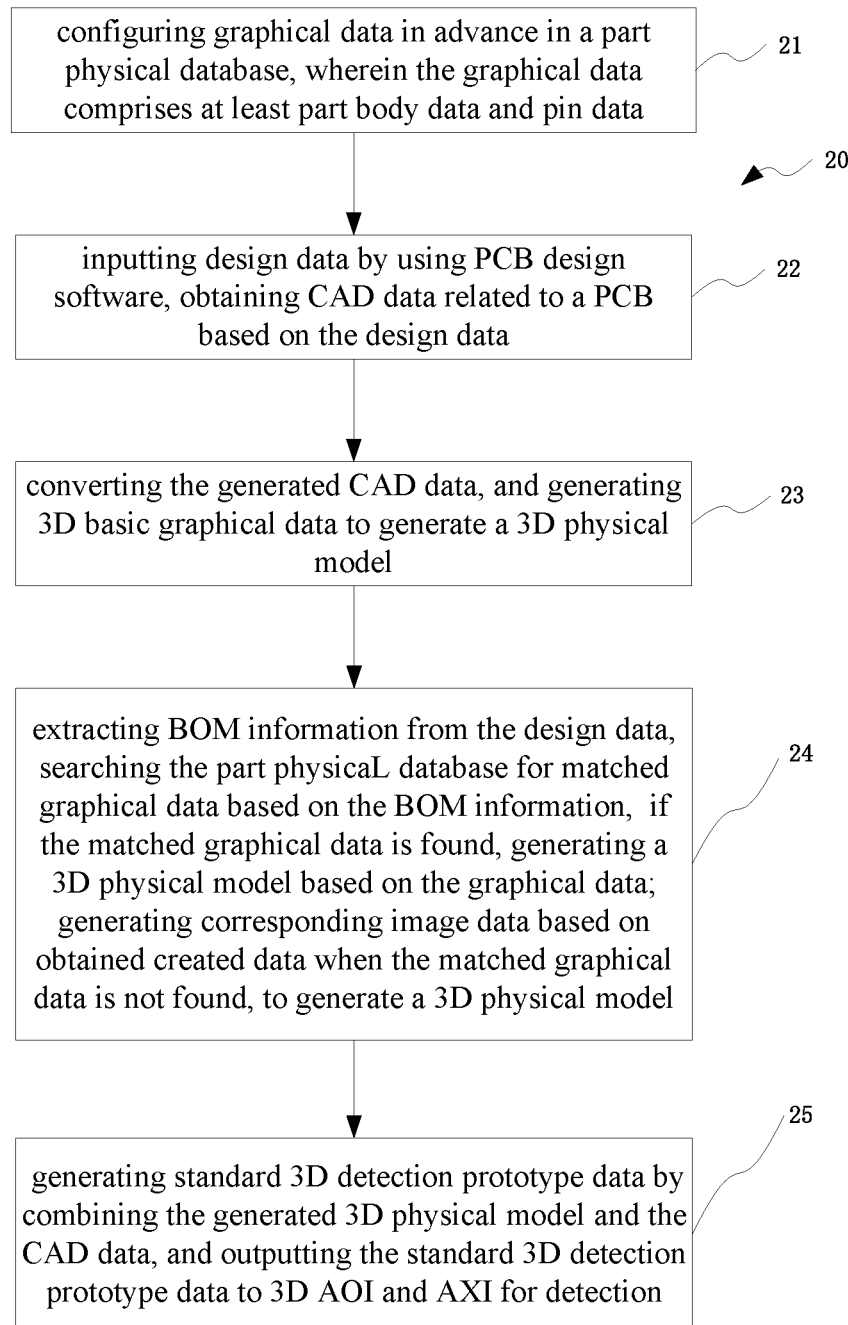 configuring graphical data in advance in a part
physical database, wherein the graphical data
comprises at least part body data and pin data
21
20
inputting design data by using PCB design
software, obtaining CAD data related to a PCB
based on the design data
22
converting the generated CAD data, and generating
3D basic graphical data to generate a 3D physical
model
23
extracting BOM information from the design data,
searching the part physicaL database for matched
graphical data based on the BOM information, if
the matched graphical data is found, generating a
3D physical model based on the graphical data;
generating corresponding image data based on
obtained created data when the matched graphical
data is not found, to generate a 3D physical model
24
generating standard 3D detection prototype data by
combining the generated 3D physical model and the
CAD data, and outputting the standard 3D detection
prototype data to 3D AOI and AXI for detection
25